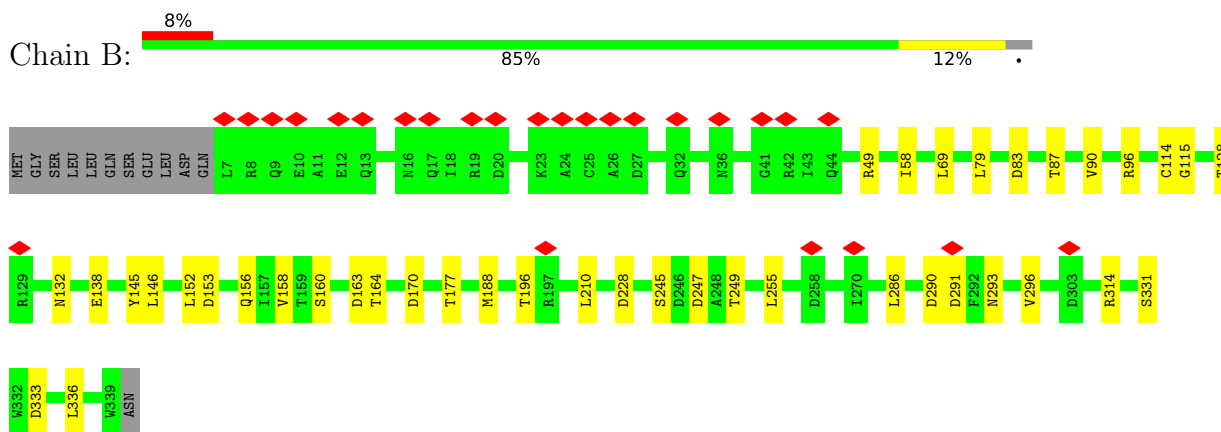 8%
Chain B:
85% 12% •
MET GLY SER LEU LEU GLN SER GLU LEU ASP GLN L7 R8 Q9 E10 A11 E12 Q13 N16 Q17 I18 R19 D20 K23 A24 C25 A26 D27 Q32 N36 G41 R42 I43 Q44 R49 I58 L69 L79 D83 T87 V90 R96 C114 G115 T128
R129 N132 E138 Y145 L146 L152 D153 Q156 I157 V158 T159 S160 D163 T164 D170 T177 M188 T196 R197 L210 D228 S245 D246 D247 A248 T249 L255 D258 I270 L286 D290 D291 F292 N293 V296 D303 R314 S331
W332 D333 L336 W339 ASN